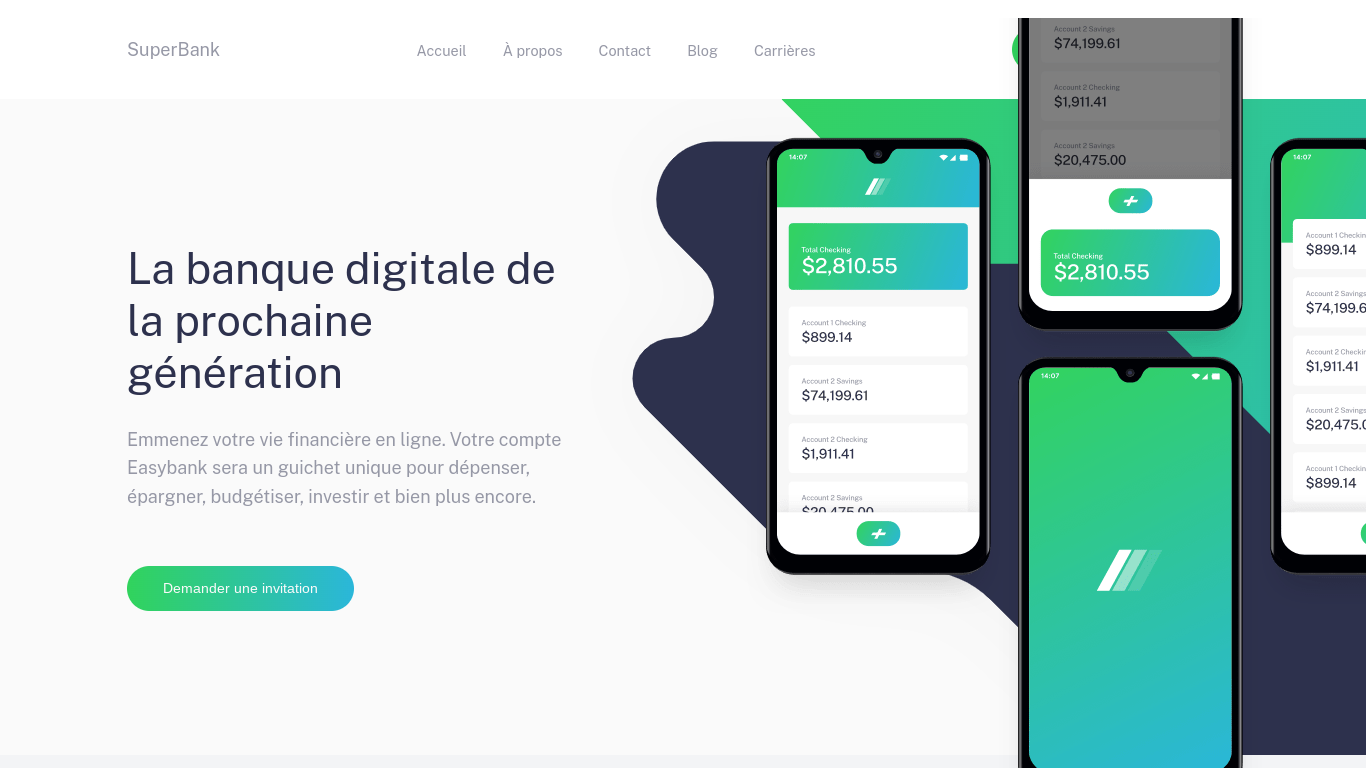 SuperBank
Accueil
À propos
Contact
Blog
Carrières
La banque digitale de
la prochaine
génération
Emmenez votre vie financière en ligne. Votre compte
Easybank sera un guichet unique pour dépenser,
épargner, budgétiser, investir et bien plus encore.
Demander une invitation
14:07
Total Checking
$2,810.55
Account 1 Checking
$899.14
Account 2 Savings
$74,199.61
Account 2 Checking
$1,911.41
Account 2 Savings
$20,475.00
Account 2 Savings
$74,199.61
Account 2 Checking
$1,911.41
Account 2 Savings
$20,475.00
Total Checking
$2,810.55
14:07
14:07
Account 1
$899.14
Account 2 Savings
$74,199.6
Account 2
$1,911.41
Account 2 Savings
$20,475.0
Account 1
$899.14